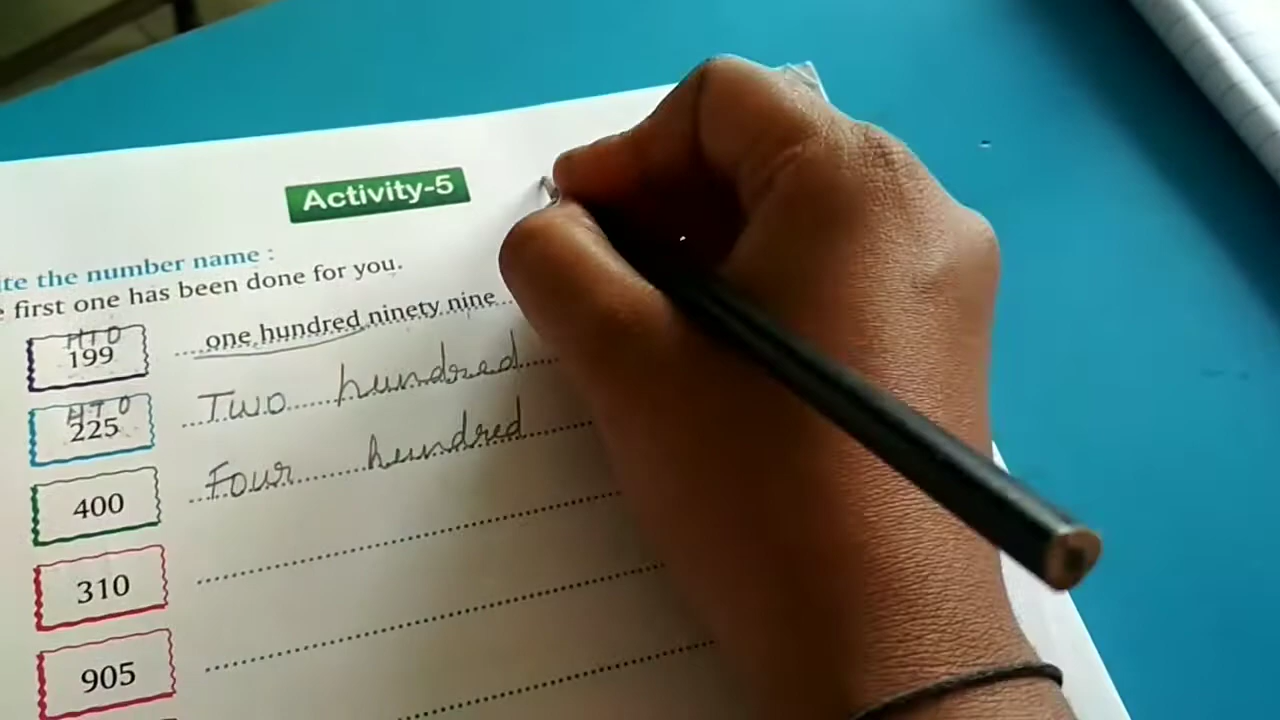 Activity-5
te the number name :
first one has been done for you.
HTO
199 one hundred ninety nine
HTO
225 Two hundred
400 Four hundred
310
905